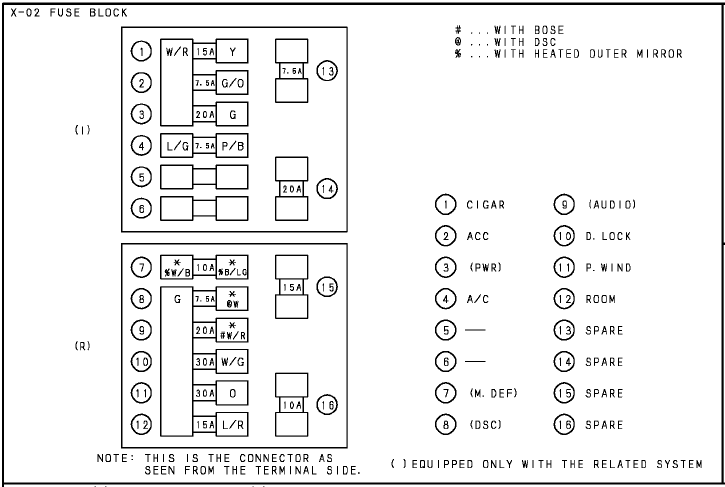 X-02 FUSE BLOCK
# ...WITH BOSE
@ ...WITH DSC
% ...WITH HEATED OUTER MIRROR
(I)
1 W/R 15A Y
2 7.5A G/O
3 20A G
4 L/G 7.5A P/B
5
6
7.6A 13
20A 14
(R)
7 * %W/B 10A * %B/LG
8 G 7.5A * @W
9 20A * #W/R
10 30A W/G
11 30A O
12 15A L/R
15A 15
10A 16
1 CIGAR
2 ACC
3 (PWR)
4 A/C
5 —
6 —
7 (M.DEF)
8 (DSC)
9 (AUDIO)
10 D.LOCK
11 P.WIND
12 ROOM
13 SPARE
14 SPARE
15 SPARE
16 SPARE
NOTE: THIS IS THE CONNECTOR AS
SEEN FROM THE TERMINAL SIDE.
( )EQUIPPED ONLY WITH THE RELATED SYSTEM